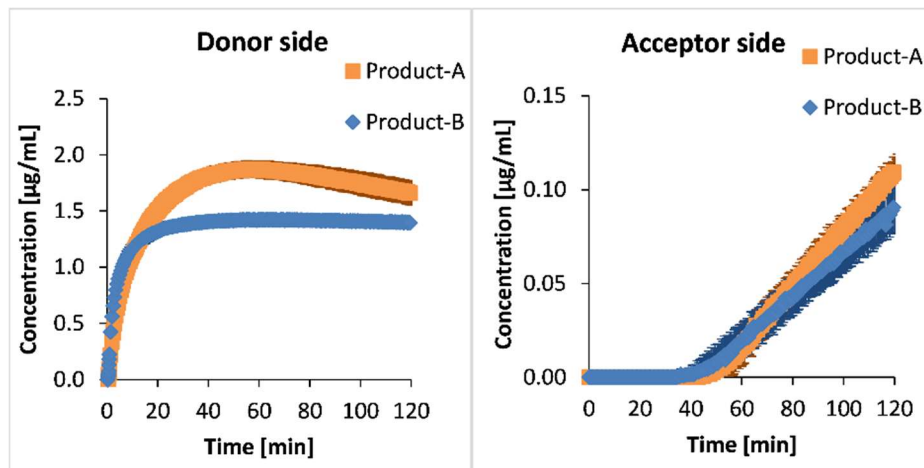 Donor side
Product-A
Product-B
Concentration [µg/mL]
2.5
2.0
1.5
1.0
0.5
0.0
0 20 40 60 80 100 120
Time [min]
Acceptor side
Product-A
Product-B
Concentration [µg/mL]
0.15
0.10
0.05
0.00
0 20 40 60 80 100 120
Time [min]